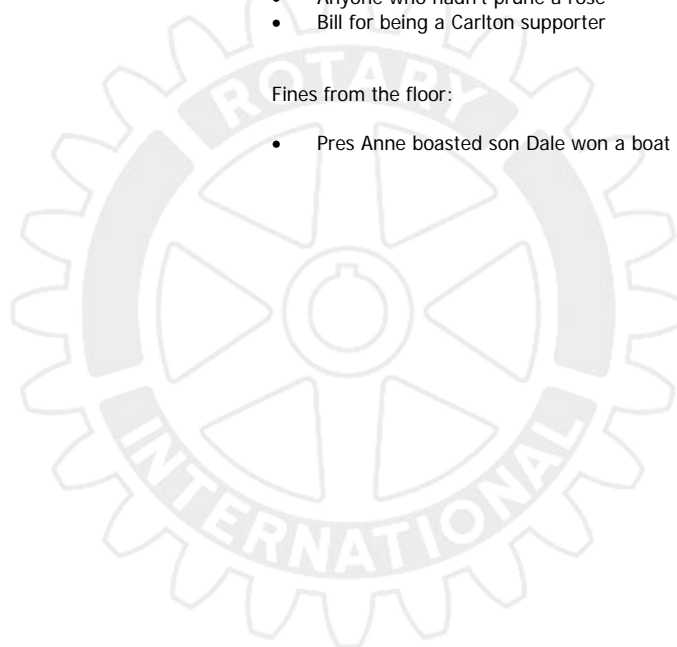 • Anyone who hadn't prune a rose
• Bill for being a Carlton supporter
Fines from the floor:
• Pres Anne boasted son Dale won a boat
ROTARY
INTERNATIONAL